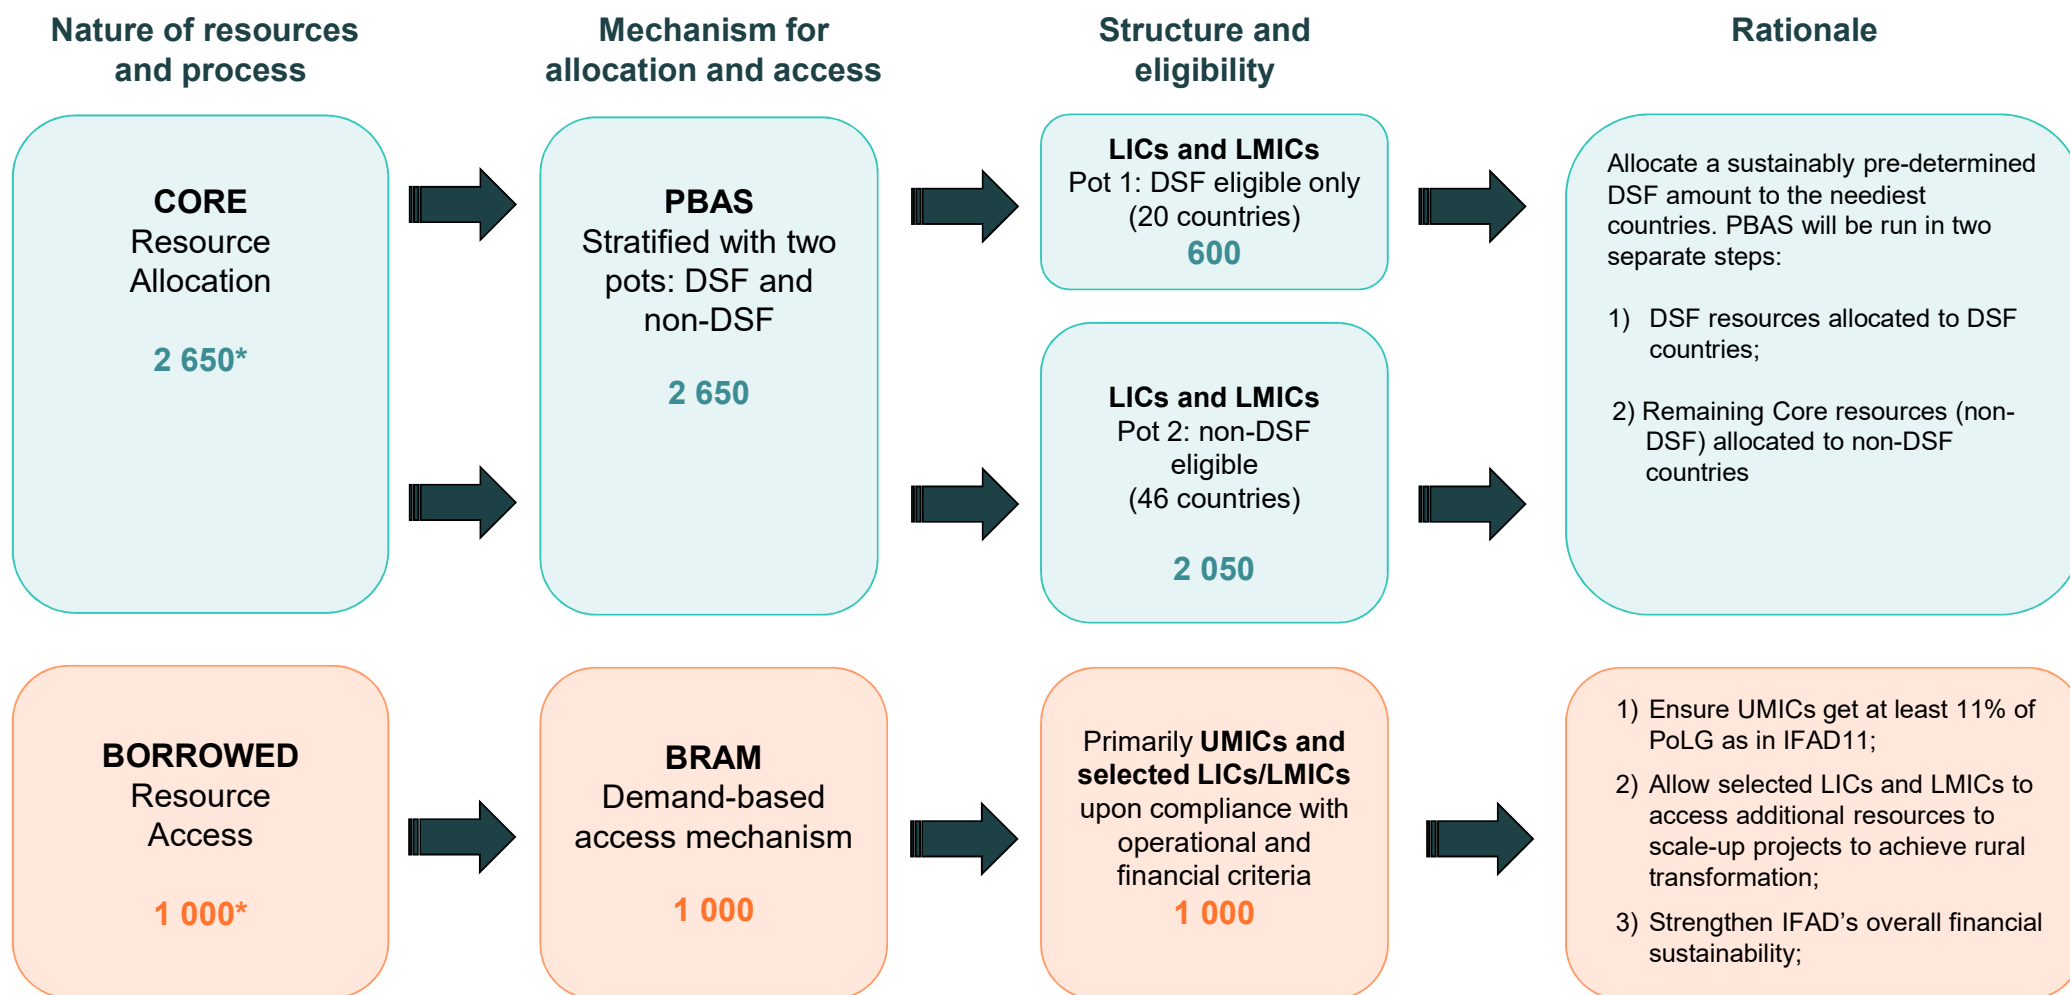 Nature of resources
and process
Mechanism for
allocation and access
Structure and
eligibility
Rationale
CORE
Resource
Allocation
2 650*
PBAS
Stratified with two
pots: DSF and
non-DSF
2 650
LICs and LMICs
Pot 1: DSF eligible only
(20 countries)
600
LICs and LMICs
Pot 2: non-DSF
eligible
(46 countries)
2 050
Allocate a sustainably pre-determined
DSF amount to the neediest
countries. PBAS will be run in two
separate steps:
1) DSF resources allocated to DSF
countries;
2) Remaining Core resources (non-
DSF) allocated to non-DSF
countries
BORROWED
Resource
Access
1 000*
BRAM
Demand-based
access mechanism
1 000
Primarily UMICs and
selected LICs/LMICs
upon compliance with
operational and
financial criteria
1 000
1) Ensure UMICs get at least 11% of
PoLG as in IFAD11;
2) Allow selected LICs and LMICs to
access additional resources to
scale-up projects to achieve rural
transformation;
3) Strengthen IFAD's overall financial
sustainability;